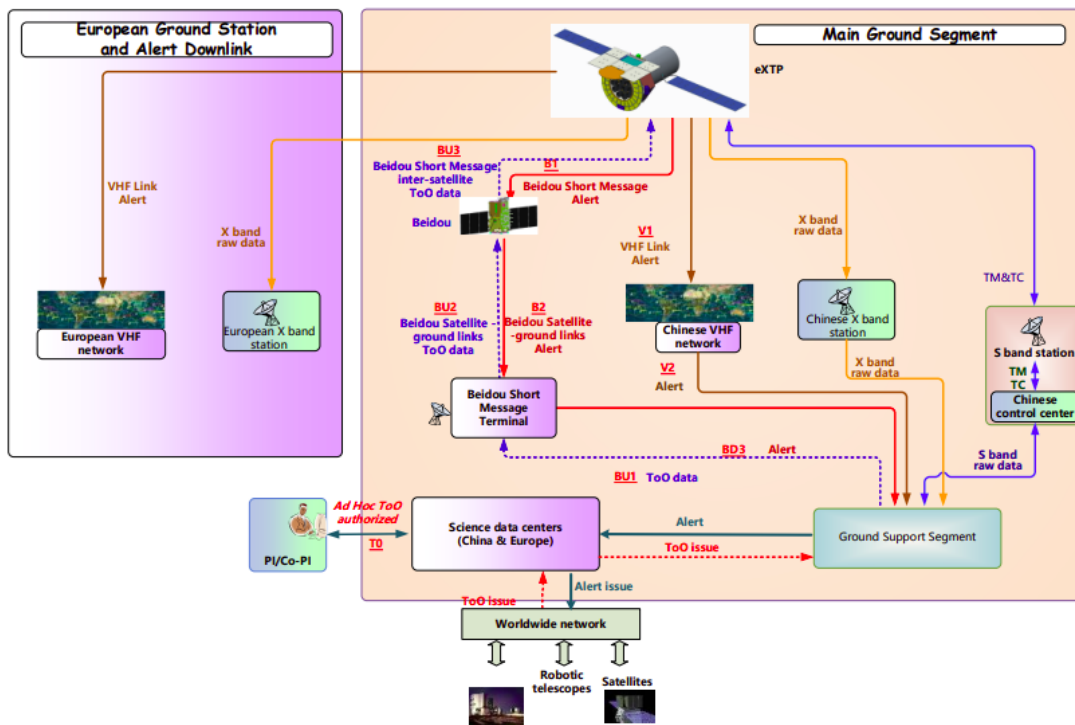 European Ground Station
and Alert Downlink
Main Ground Segment
eXTP
BU3
Beidou Short Message
inter-satellite
ToO data
B1
Beidou Short Message
Alert
VHF Link
Alert
Beidou
X band
raw data
V1
VHF Link
Alert
X band
raw data
TM&TC
BU2
Beidou Satellite -
ground links
ToO data
B2
Beidou Satellite
-ground links
Alert
European VHF
network
European X band
station
Chinese VHF
network
Chinese X band
station
S band station
TM
TC
Chinese
control center
V2
Alert
X band
raw data
Beidou Short
Message
Terminal
BD3 Alert
S band
raw data
BU1 ToO data
Ad Hoc ToO
authorized
T0
PI/Co-PI
Science data centers
(China & Europe)
Alert
ToO issue
Ground Support Segment
ToO issue
Alert issue
Worldwide network
Robotic
telescopes
Satellites